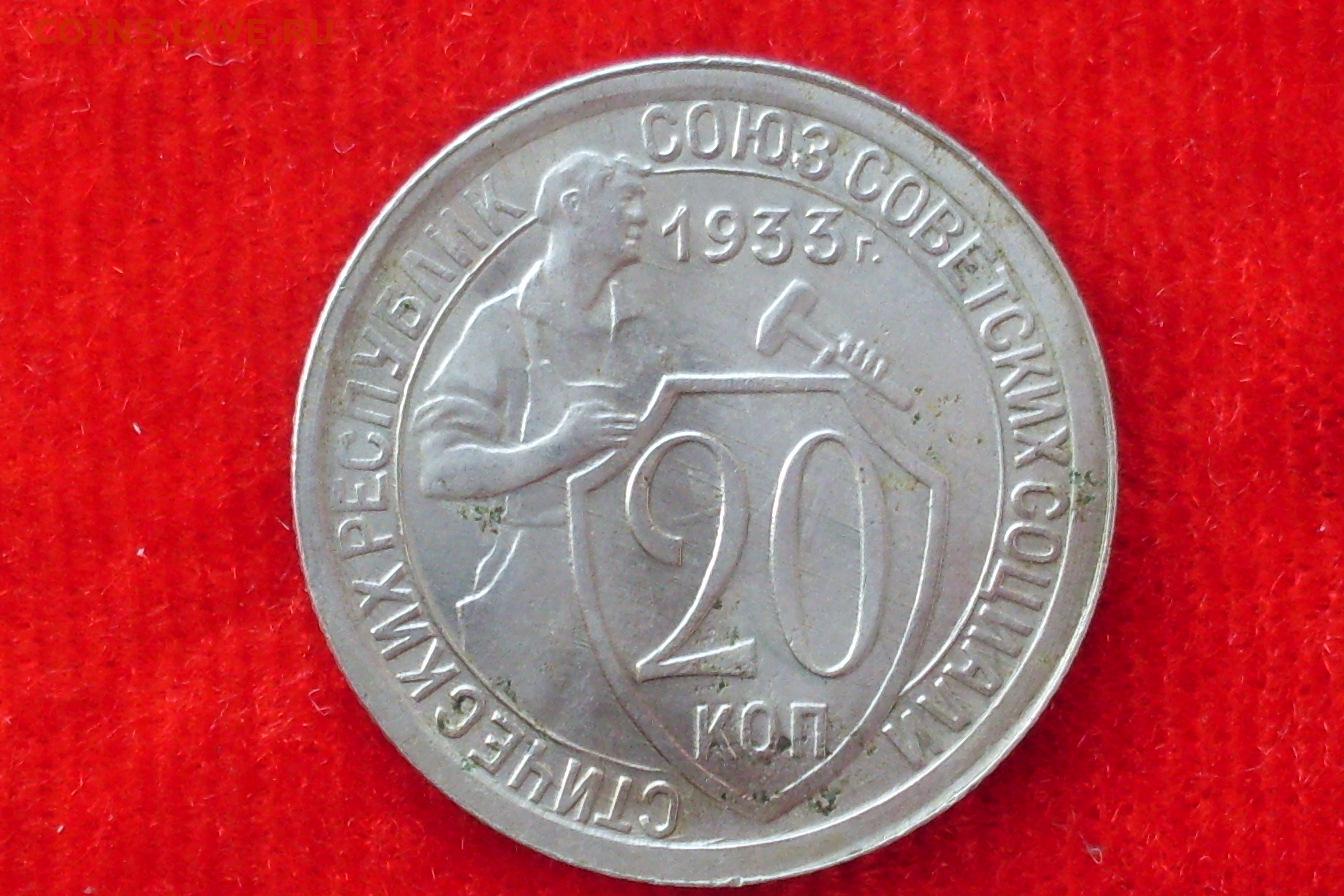 COINS.LAVE.RU
СОЮЗ СОВЕТСКИХ СОЦИАЛИСТИЧЕСКИХ РЕСПУБЛИК
1933 г.
20
КОП